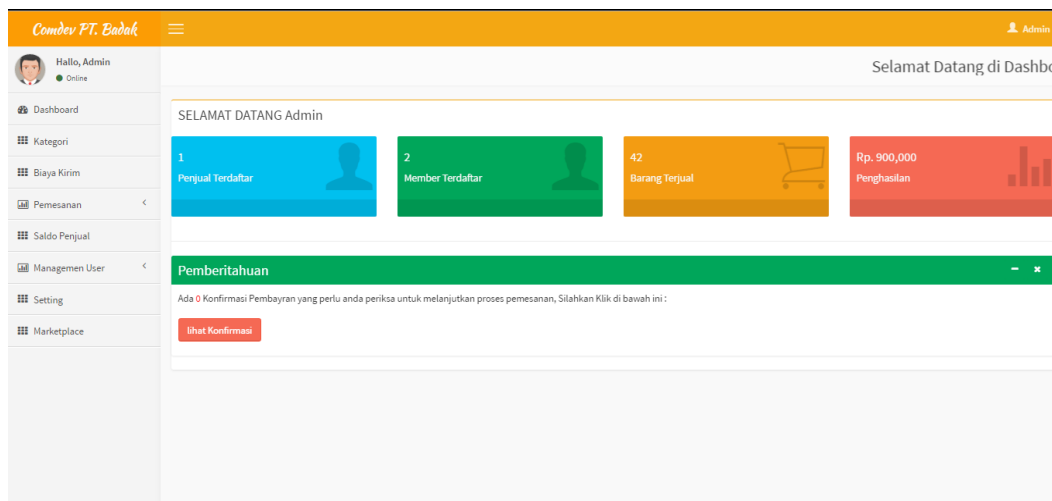 Comdev PT. Badak
Admin
Hallo, Admin
Online
Selamat Datang di Dashbo
Dashboard
Kategori
Biaya Kirim
Pemesanan
Saldo Penjual
Managemen User
Setting
Marketplace
SELAMAT DATANG Admin
1
Penjual Terdaftar
2
Member Terdaftar
42
Barang Terjual
Rp. 900,000
Penghasilan
Pemberitahuan
Ada 0 Konfirmasi Pembayran yang perlu anda periksa untuk melanjutkan proses pemesanan, Silahkan Klik di bawah ini :
lihat Konfirmasi